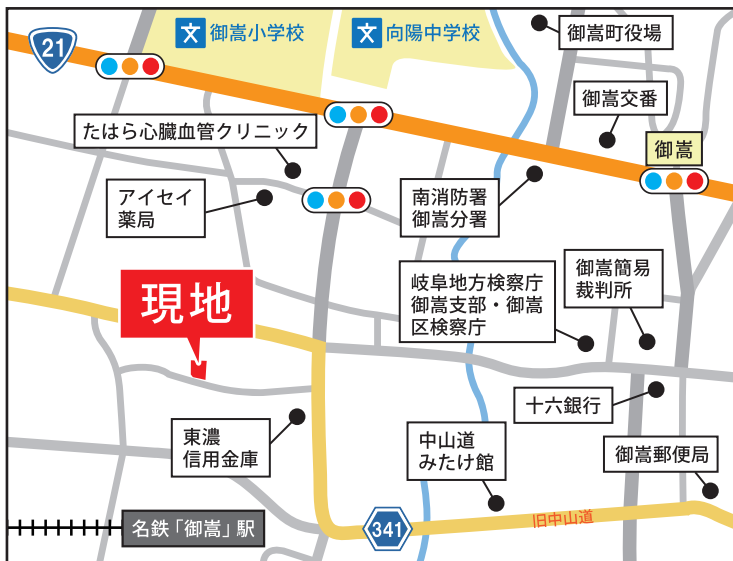 21
文 御嵩小学校
文 向陽中学校
御嵩町役場
御嵩交番
たはら心臓血管クリニック
御嵩
アイセイ
薬局
南消防署
御嵩分署
岐阜地方検察庁
御嵩支部・御嵩
区検察庁
御嵩簡易
裁判所
現地
十六銀行
東濃
信用金庫
中山道
みたけ館
御嵩郵便局
名鉄「御嵩」駅
341
旧中山道